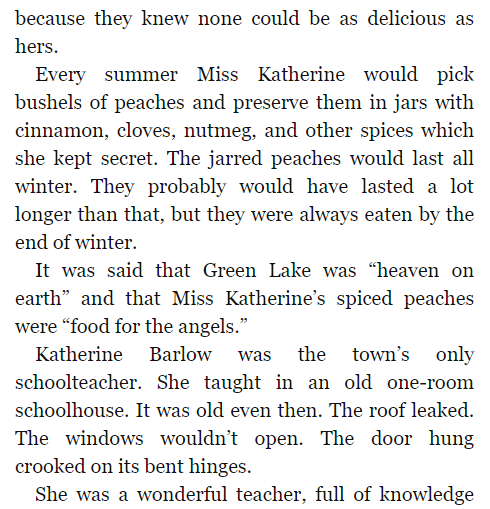 because they knew none could be as delicious as
hers.
Every summer Miss Katherine would pick
bushels of peaches and preserve them in jars with
cinnamon, cloves, nutmeg, and other spices which
she kept secret. The jarred peaches would last all
winter. They probably would have lasted a lot
longer than that, but they were always eaten by the
end of winter.
It was said that Green Lake was “heaven on
earth” and that Miss Katherine’s spiced peaches
were “food for the angels.”
Katherine Barlow was the town’s only
schoolteacher. She taught in an old one-room
schoolhouse. It was old even then. The roof leaked.
The windows wouldn’t open. The door hung
crooked on its bent hinges.
She was a wonderful teacher, full of knowledge